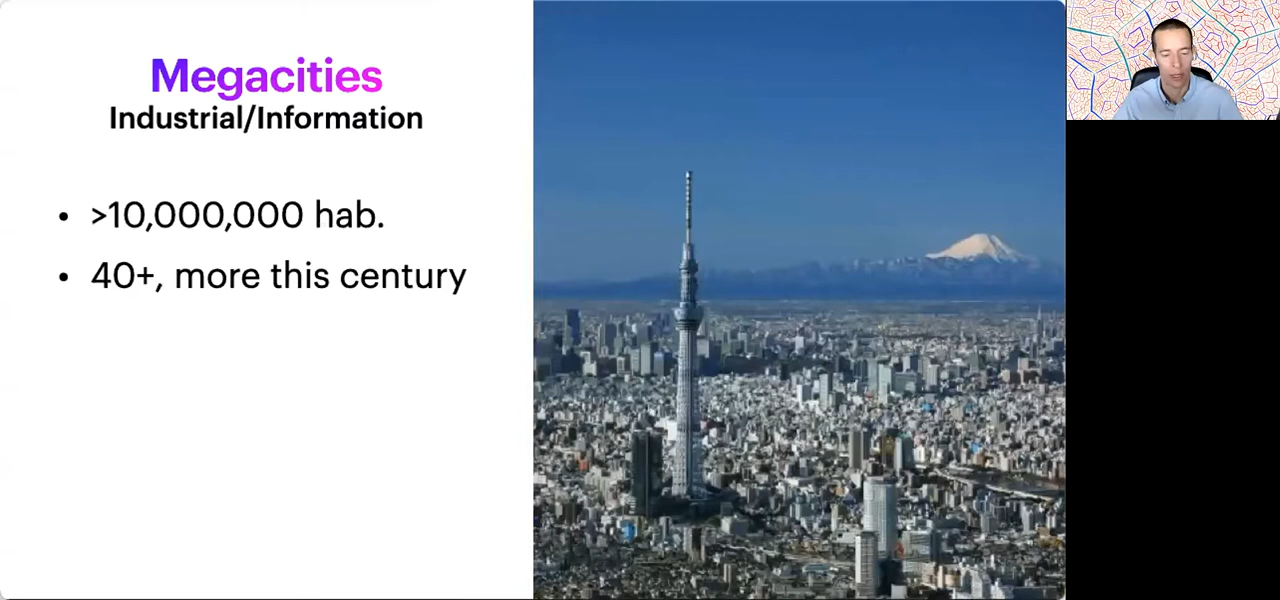 Megacities
Industrial/Information
• >10,000,000 hab.
• 40+, more this century